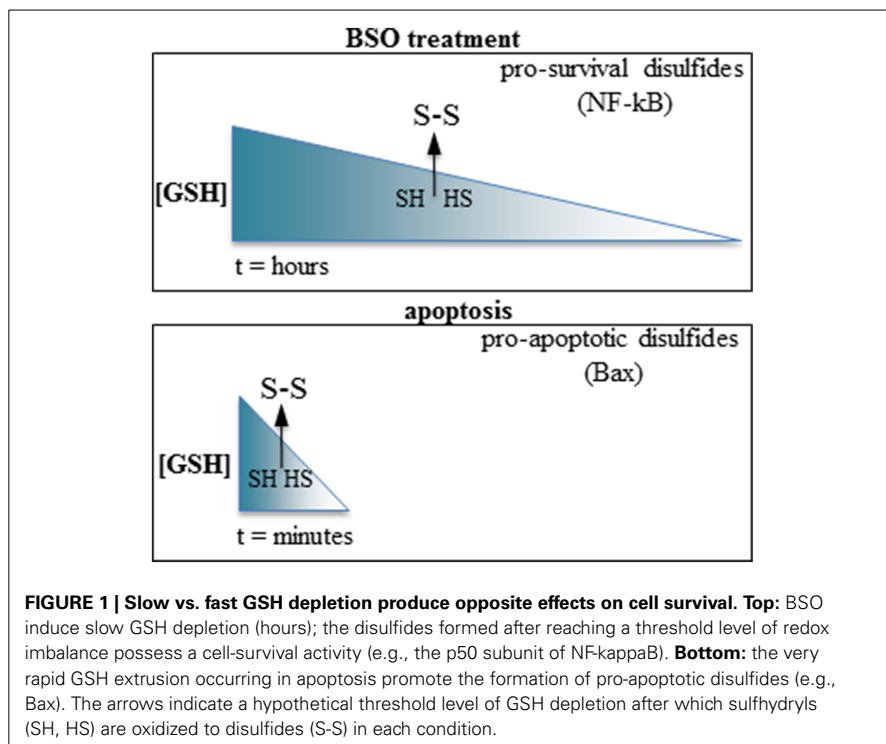 BSO treatment
pro-survival disulfides
(NF-kB)
S-S
[GSH]
SH HS
t = hours
apoptosis
pro-apoptotic disulfides
(Bax)
S-S
[GSH]
SH HS
t = minutes
FIGURE 1 | Slow vs. fast GSH depletion produce opposite effects on cell survival. Top: BSO
induce slow GSH depletion (hours); the disulfides formed after reaching a threshold level of redox
imbalance possess a cell-survival activity (e.g., the p50 subunit of NF-kappaB). Bottom: the very
rapid GSH extrusion occurring in apoptosis promote the formation of pro-apoptotic disulfides (e.g.,
Bax). The arrows indicate a hypothetical threshold level of GSH depletion after which sulfhydryls
(SH, HS) are oxidized to disulfides (S-S) in each condition.